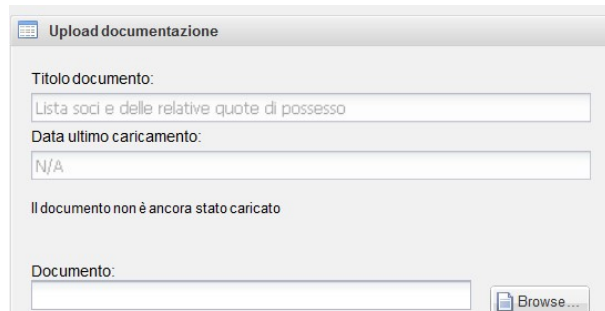 Upload documentazione
Titolo documento:
Lista soci e delle relative quote di possesso
Data ultimo caricamento:
N/A
Il documento non è ancora stato caricato
Documento:
Browse...